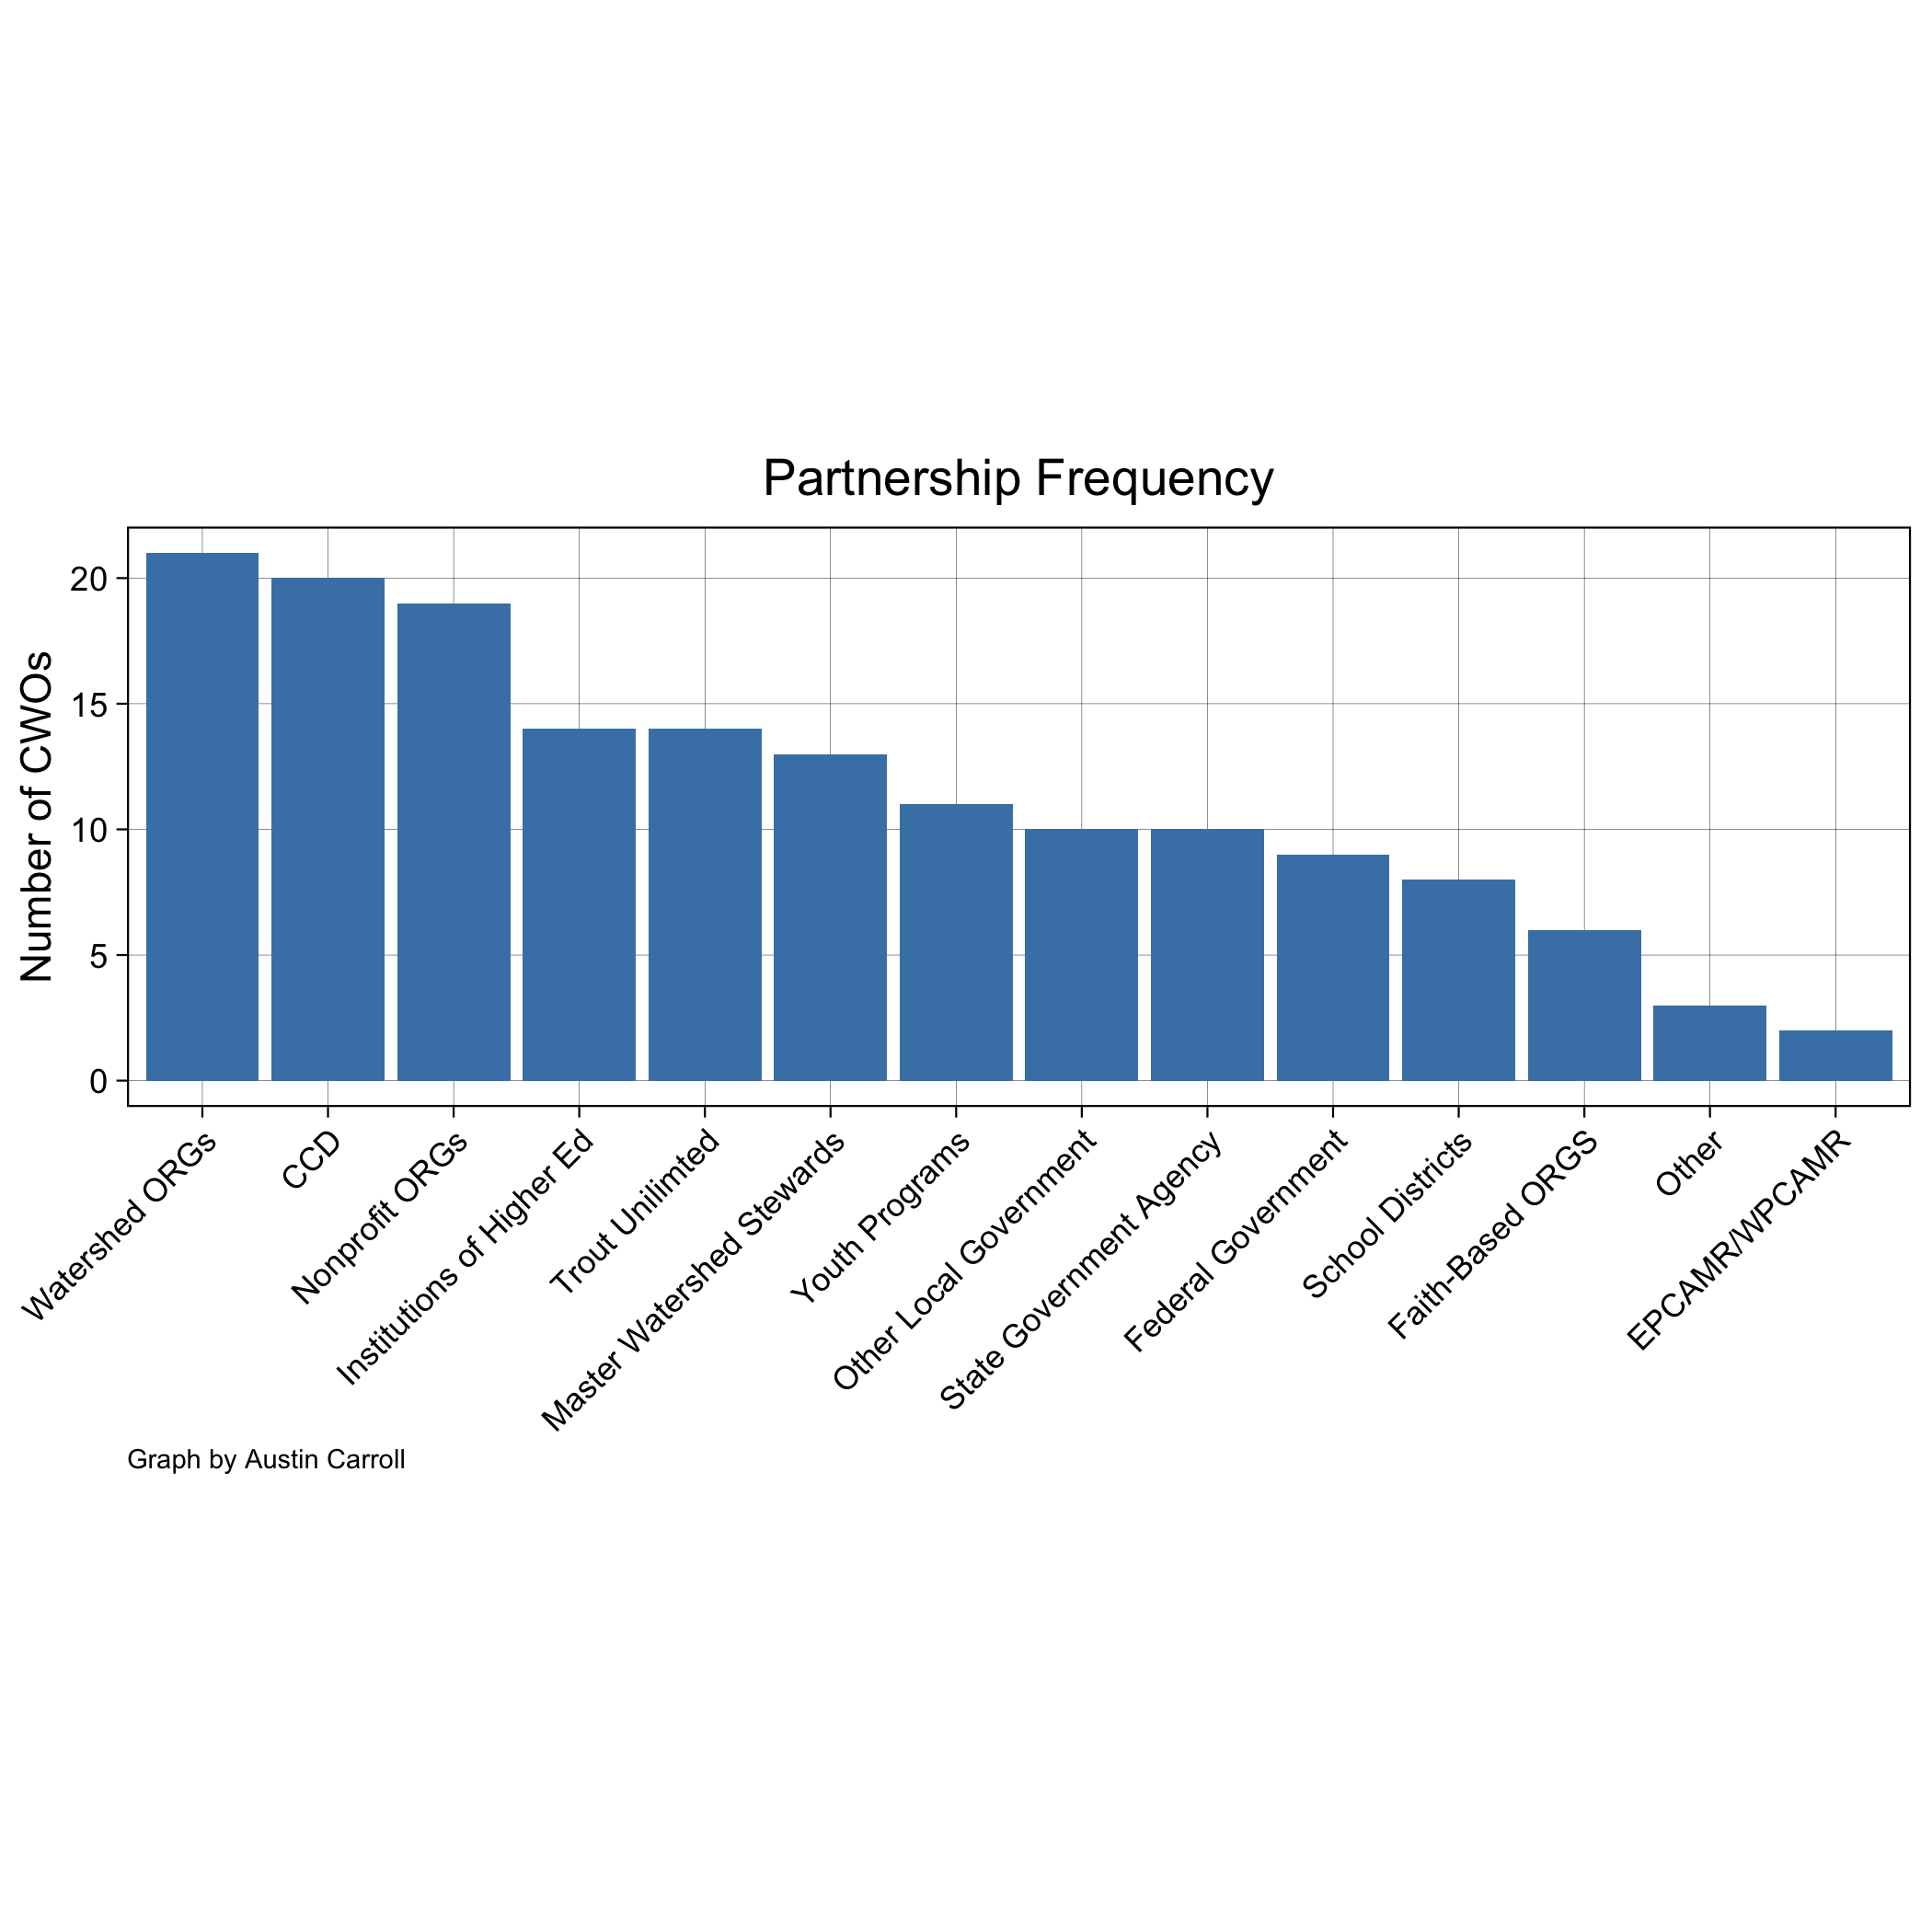 Partnership Frequency
Number of CWOs
20
15
10
5
0
Watershed ORGs
CCD
Nonprofit ORGs
Institutions of Higher Ed
Trout Unilimted
Master Watershed Stewards
Youth Programs
Other Local Government
State Government Agency
Federal Government
School Districts
Faith-Based ORGS
Other
EPCAMR/WPCAMR
Graph by Austin Carroll